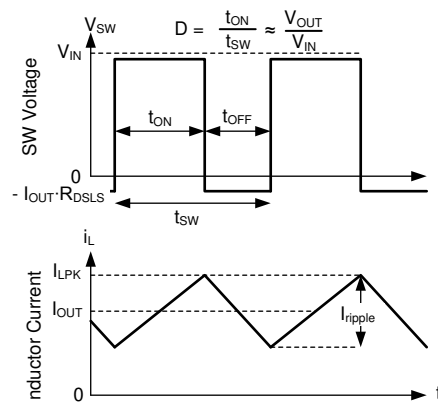 V_SW
D = t_ON / t_SW ≈ V_OUT / V_IN
V_IN
SW Voltage
t_ON
t_OFF
0
- I_OUT·R_DSLS
t_SW
i_L
I_LPK
I_OUT
I_ripple
nductor Current
0
t